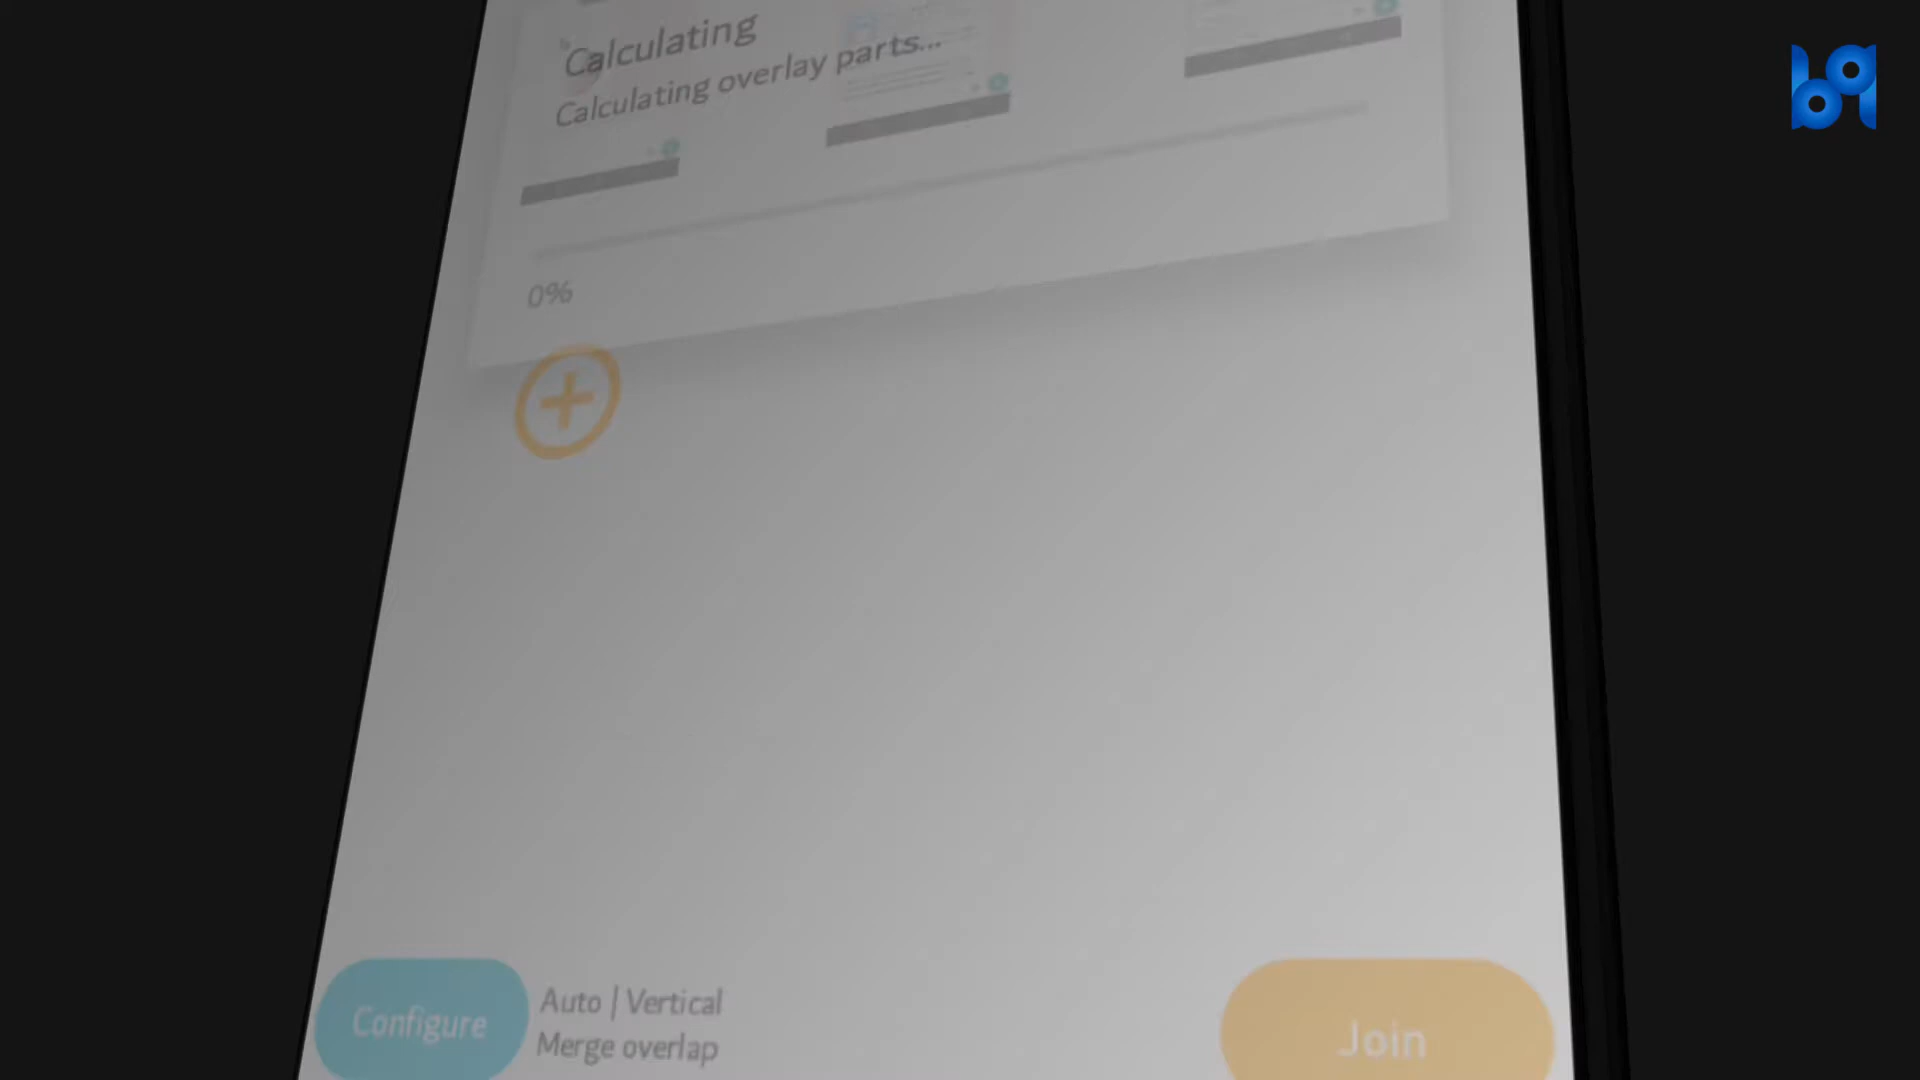 Calculating
Calculating overlay parts...
0%
Configure
Auto | Vertical
Merge overlap
Join